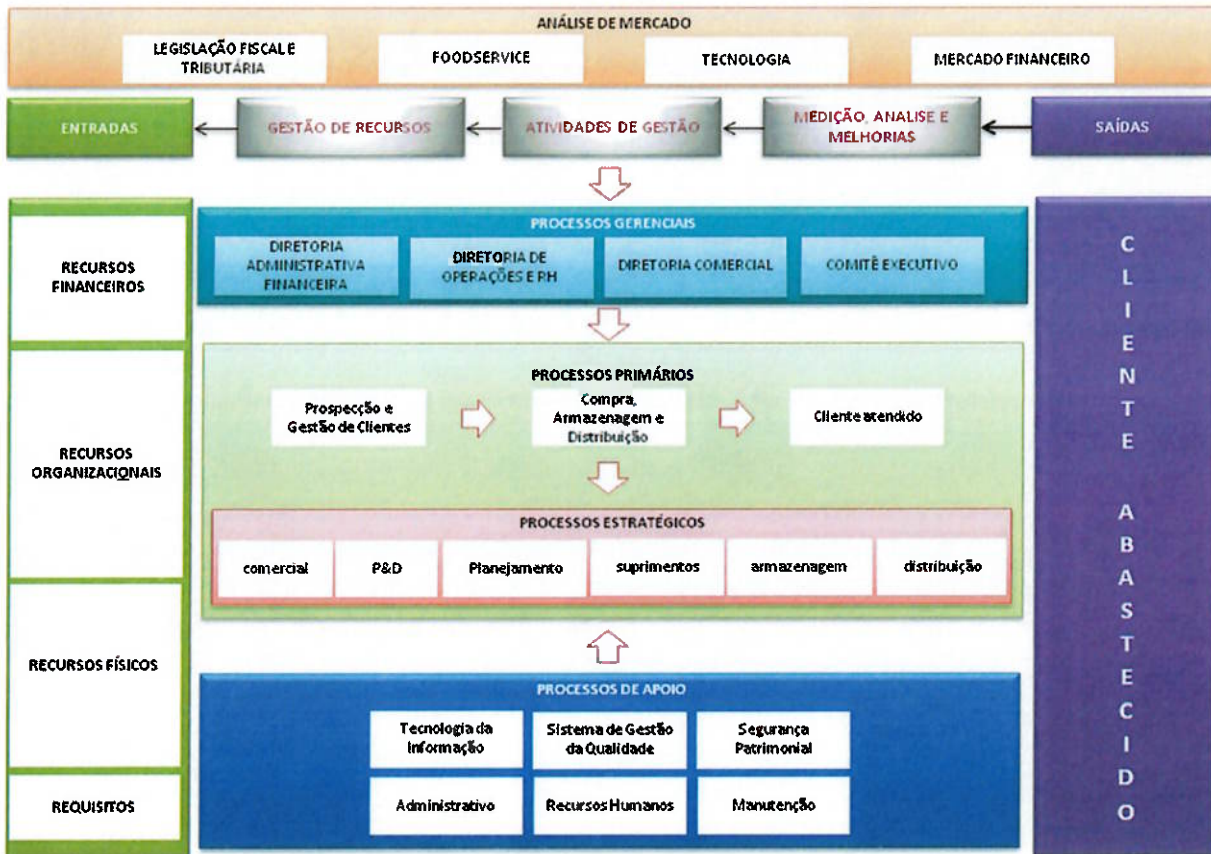 ANÁLISE DE MERCADO
LEGISLAÇÃO FISCAL E
TRIBUTÁRIA
FOODSERVICE
TECNOLOGIA
MERCADO FINANCEIRO
ENTRADAS
GESTÃO DE RECURSOS
ATIVIDADES DE GESTÃO
MEDIÇÃO, ANALISE E
MELHORIAS
SAÍDAS
RECURSOS
FINANCEIROS
RECURSOS
ORGANIZACIONAIS
RECURSOS FÍSICOS
REQUISITOS
PROCESSOS GERENCIAIS
DIRETORIA
ADMINISTRATIVA
FINANCEIRA
DIRETORIA DE
OPERAÇÕES E RH
DIRETORIA COMERCIAL
COMITÊ EXECUTIVO
PROCESSOS PRIMÁRIOS
Prospecção e
Gestão de Clientes
Compra,
Armazenagem e
Distribuição
Cliente atendido
PROCESSOS ESTRATÉGICOS
comercial
P&D
Planejamento
suprimentos
armazenagem
distribuição
PROCESSOS DE APOIO
Tecnologia da
Informação
Sistema de Gestão
da Qualidade
Segurança
Patrimonial
Administrativo
Recursos Humanos
Manutenção
CLIENTE ABASTECIDO